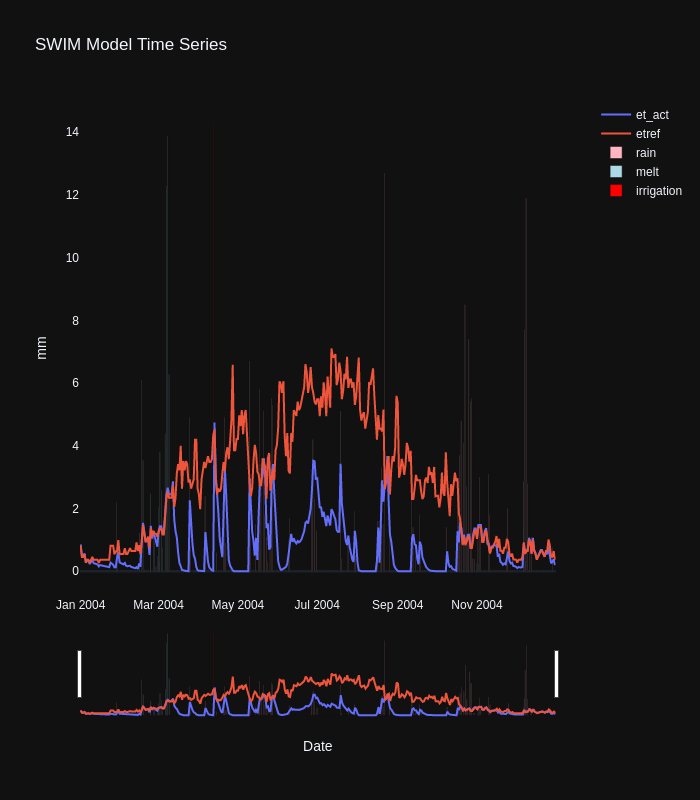 SWIM Model Time Series
et_act
etref
rain
melt
irrigation
14
12
10
8
6
4
2
0
mm
Jan 2004
Mar 2004
May 2004
Jul 2004
Sep 2004
Nov 2004
Date